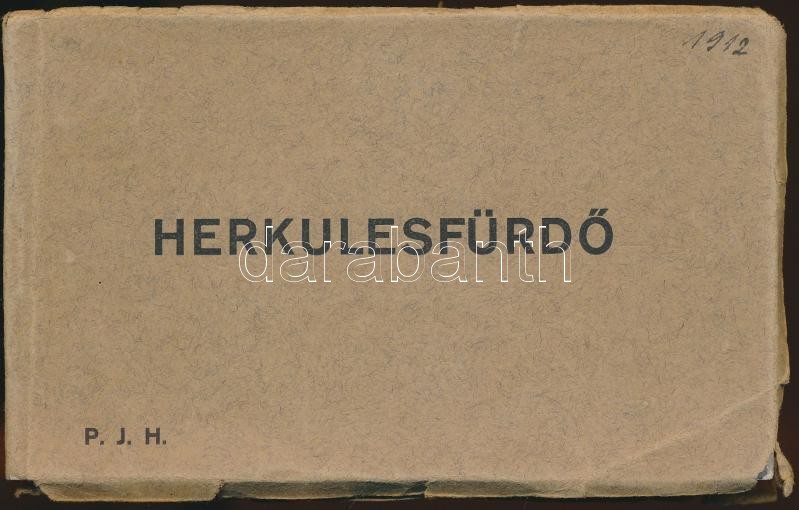 1912
HERKULESFÜRDŐ
darabanth
P. J. H.